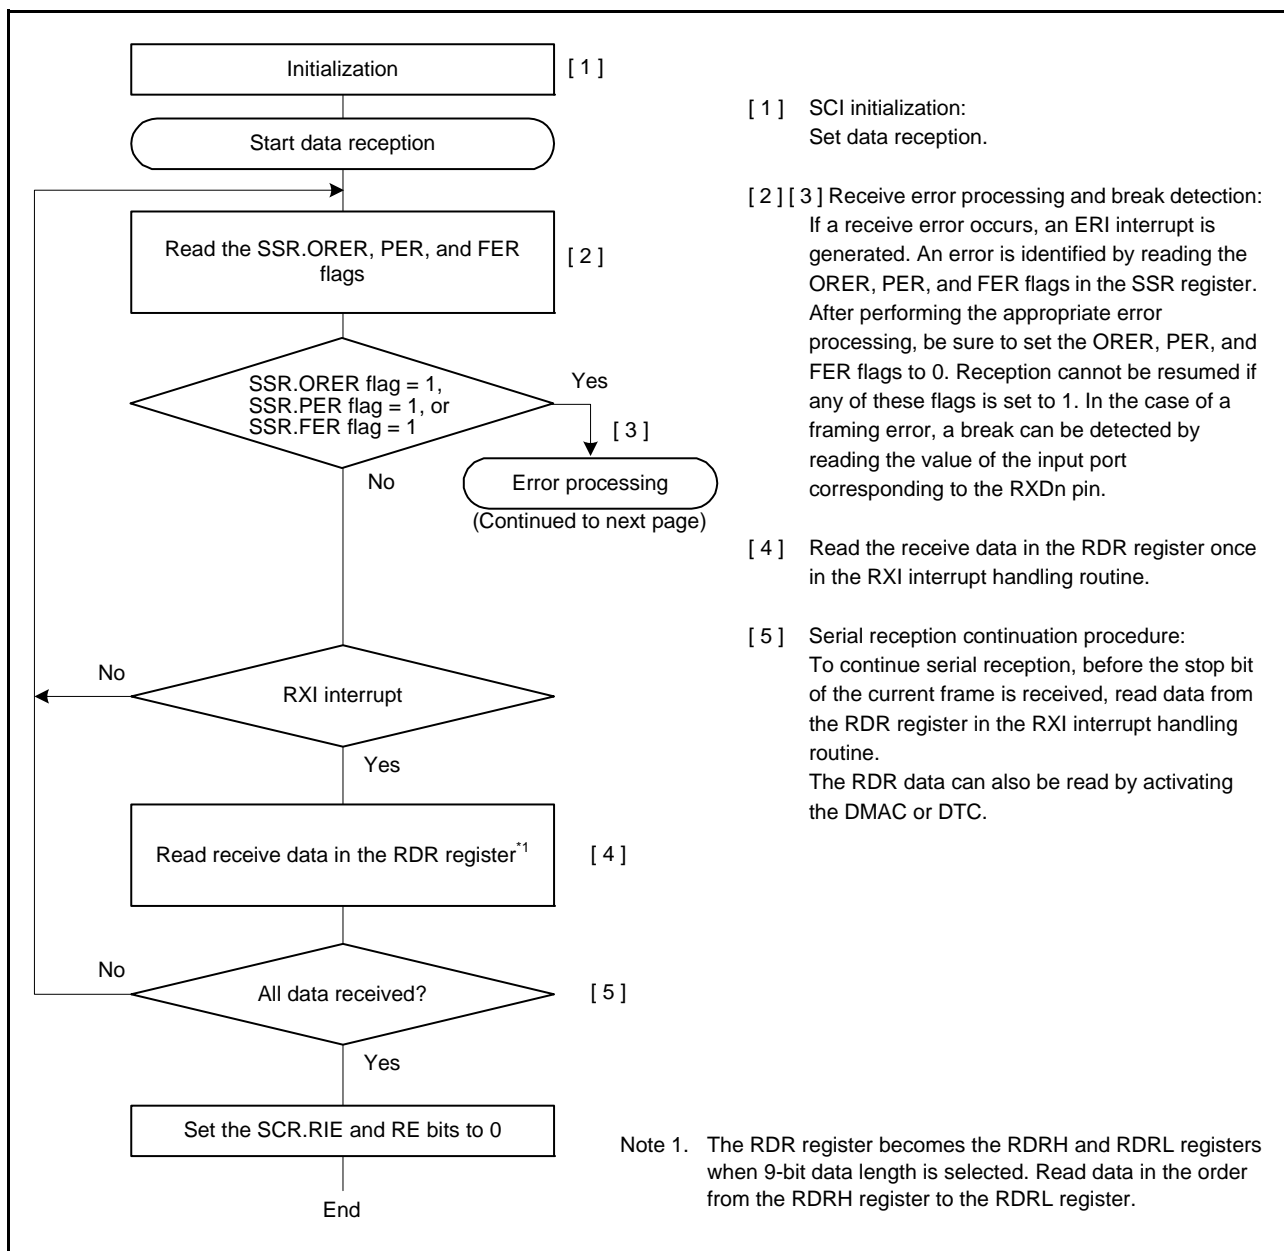 Initialization
[ 1 ]
Start data reception
Read the SSR.ORER, PER, and FER
flags
[ 2 ]
SSR.ORER flag = 1,
SSR.PER flag = 1, or
SSR.FER flag = 1
Yes
[ 3 ]
No
Error processing
(Continued to next page)
No
RXI interrupt
Yes
Read receive data in the RDR register*1
[ 4 ]
No
All data received?
[ 5 ]
Yes
Set the SCR.RIE and RE bits to 0
End
[ 1 ] SCI initialization:
Set data reception.
[ 2 ] [ 3 ] Receive error processing and break detection:
If a receive error occurs, an ERI interrupt is
generated. An error is identified by reading the
ORER, PER, and FER flags in the SSR register.
After performing the appropriate error
processing, be sure to set the ORER, PER, and
FER flags to 0. Reception cannot be resumed if
any of these flags is set to 1. In the case of a
framing error, a break can be detected by
reading the value of the input port
corresponding to the RXDn pin.
[ 4 ] Read the receive data in the RDR register once
in the RXI interrupt handling routine.
[ 5 ] Serial reception continuation procedure:
To continue serial reception, before the stop bit
of the current frame is received, read data from
the RDR register in the RXI interrupt handling
routine.
The RDR data can also be read by activating
the DMAC or DTC.
Note 1. The RDR register becomes the RDRH and RDRL registers
when 9-bit data length is selected. Read data in the order
from the RDRH register to the RDRL register.